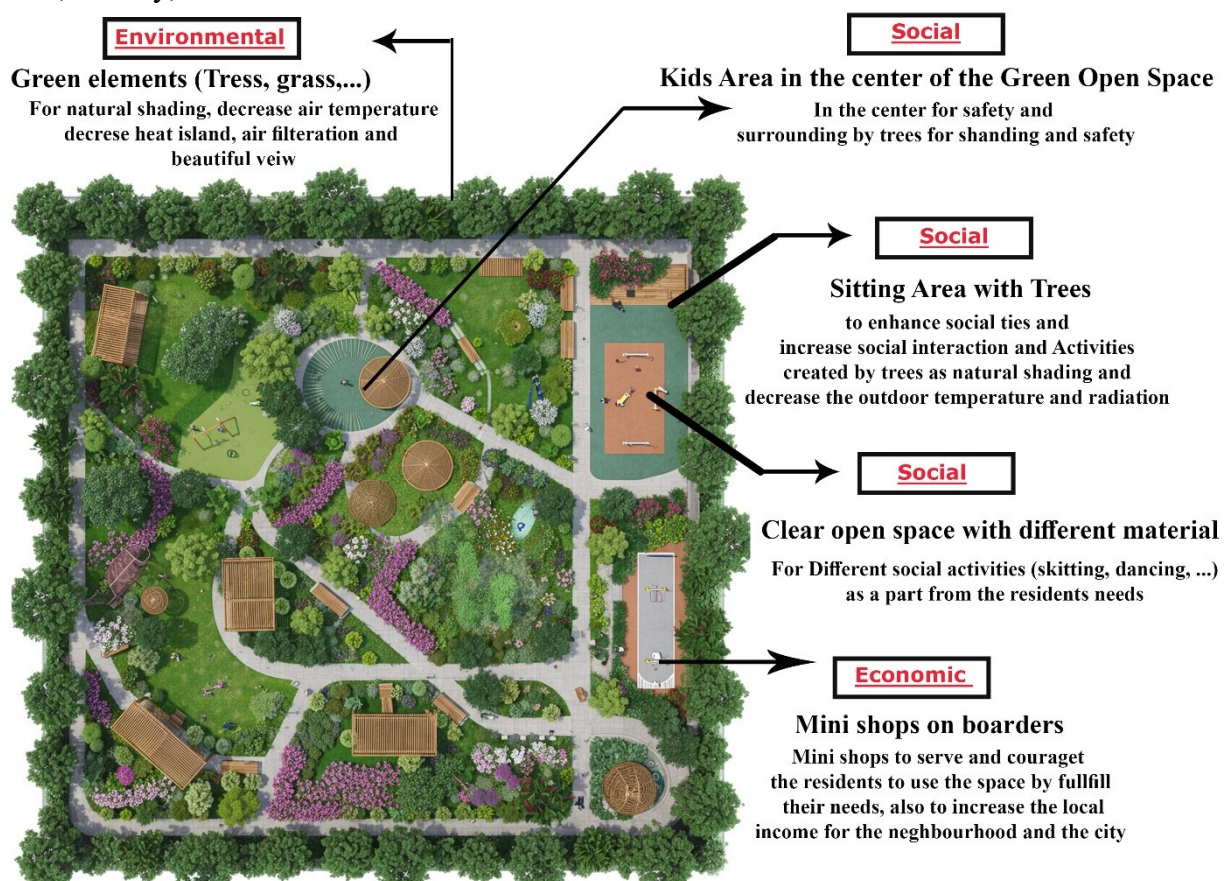 Environmental
Green elements (Tress, grass,...)
For natural shading, decrease air temperature
decrese heat island, air filteration and
beautiful veiw
Social
Kids Area in the center of the Green Open Space
In the center for safety and
surrounding by trees for shanding and safety
Social
Sitting Area with Trees
to enhance social ties and
increase social interaction and Activities
created by trees as natural shading and
decrease the outdoor temperature and radiation
Social
Clear open space with different material
For Different social activities (skitting, dancing, ...)
as a part from the residents needs
Economic
Mini shops on boarders
Mini shops to serve and couraget
the residents to use the space by fullfill
their needs, also to increase the local
income for the neghbourhood and the city